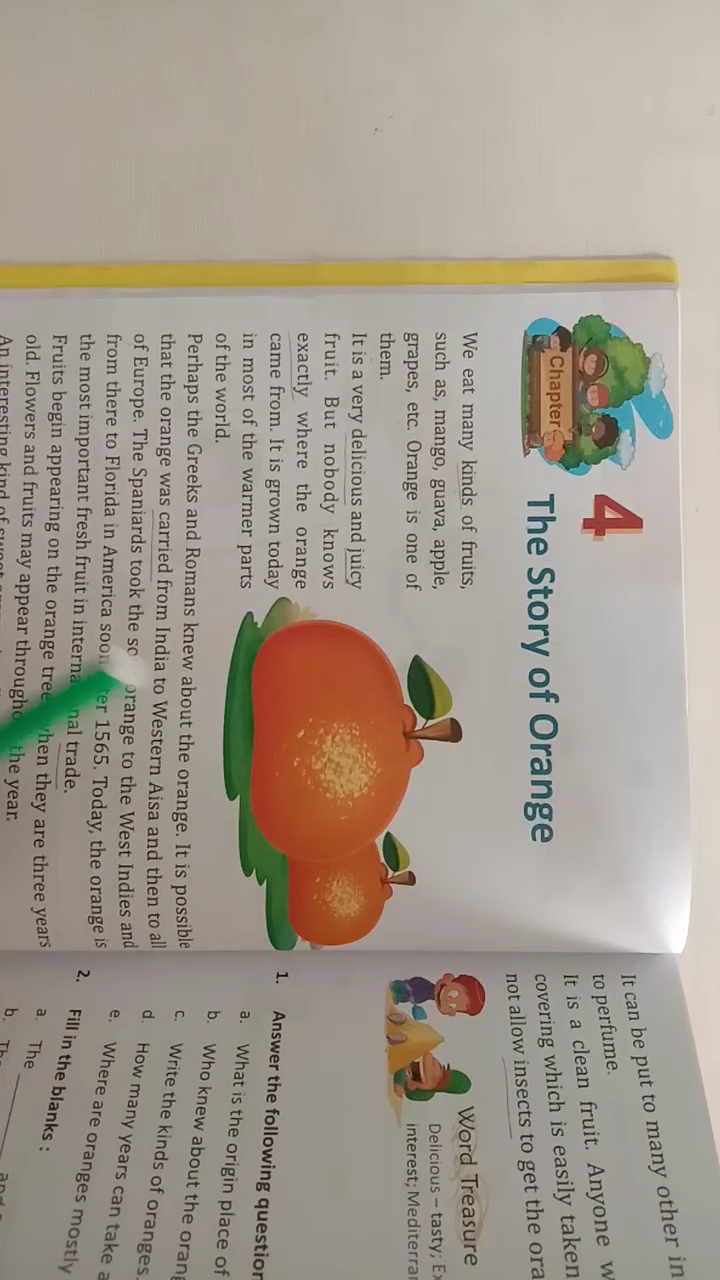 Chapter
4
The Story of Orange
We eat many kinds of fruits,
such as, mango, guava, apple,
grapes, etc. Orange is one of
them.
It is a very delicious and juicy
fruit. But nobody knows
exactly where the orange
came from. It is grown today
in most of the warmer parts
of the world.
Perhaps the Greeks and Romans knew about the orange. It is possible
that the orange was carried from India to Western Aisa and then to all
of Europe. The Spaniards took the orange to the West Indies and
from there to Florida in America 1565. Today, the orange is
the most important fresh fruit in trade.
Fruits begin appearing on the orange when they are three years
old. Flowers and fruits may appear the year.
An interesting kind of
It can be put to many other
to perfume.
It is a clean fruit. Anyone
covering which is easily taken
not allow insects to get the
Word Treasure
Delicious – tasty;
interest;
1. Answer the following
a. What is the origin place of
b. Who knew about the
c. Write the kinds of oranges
d. How many years can take
e. Where are oranges mostly
2. Fill in the blanks :
a. The
b.